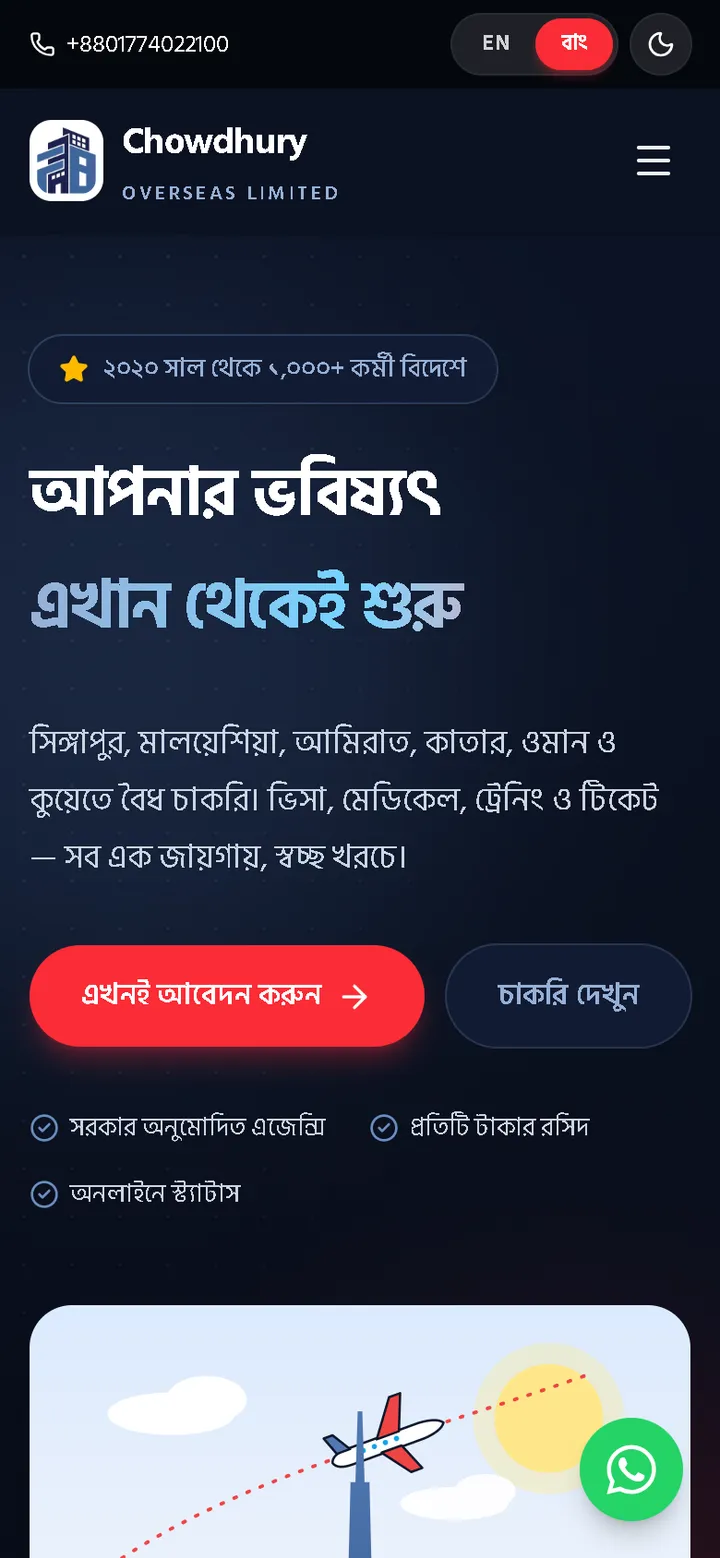 +8801774022100
EN
বাং
Chowdhury
OVERSEAS LIMITED
২০২০ সাল থেকে ১,০০০+ কর্মী বিদেশে
আপনার ভবিষ্যৎ
এখান থেকেই শুরু
সিঙ্গাপুর, মালয়েশিয়া, আমিরাত, কাতার, ওমান ও
কুয়েতে বৈধ চাকরি। ভিসা, মেডিকেল, ট্রেনিং ও টিকেট
— সব এক জায়গায়, স্বচ্ছ খরচে।
এখনই আবেদন করুন →
চাকরি দেখুন
সরকার অনুমোদিত এজেন্সি
প্রতিটি টাকার রসিদ
অনলাইনে স্ট্যাটাস